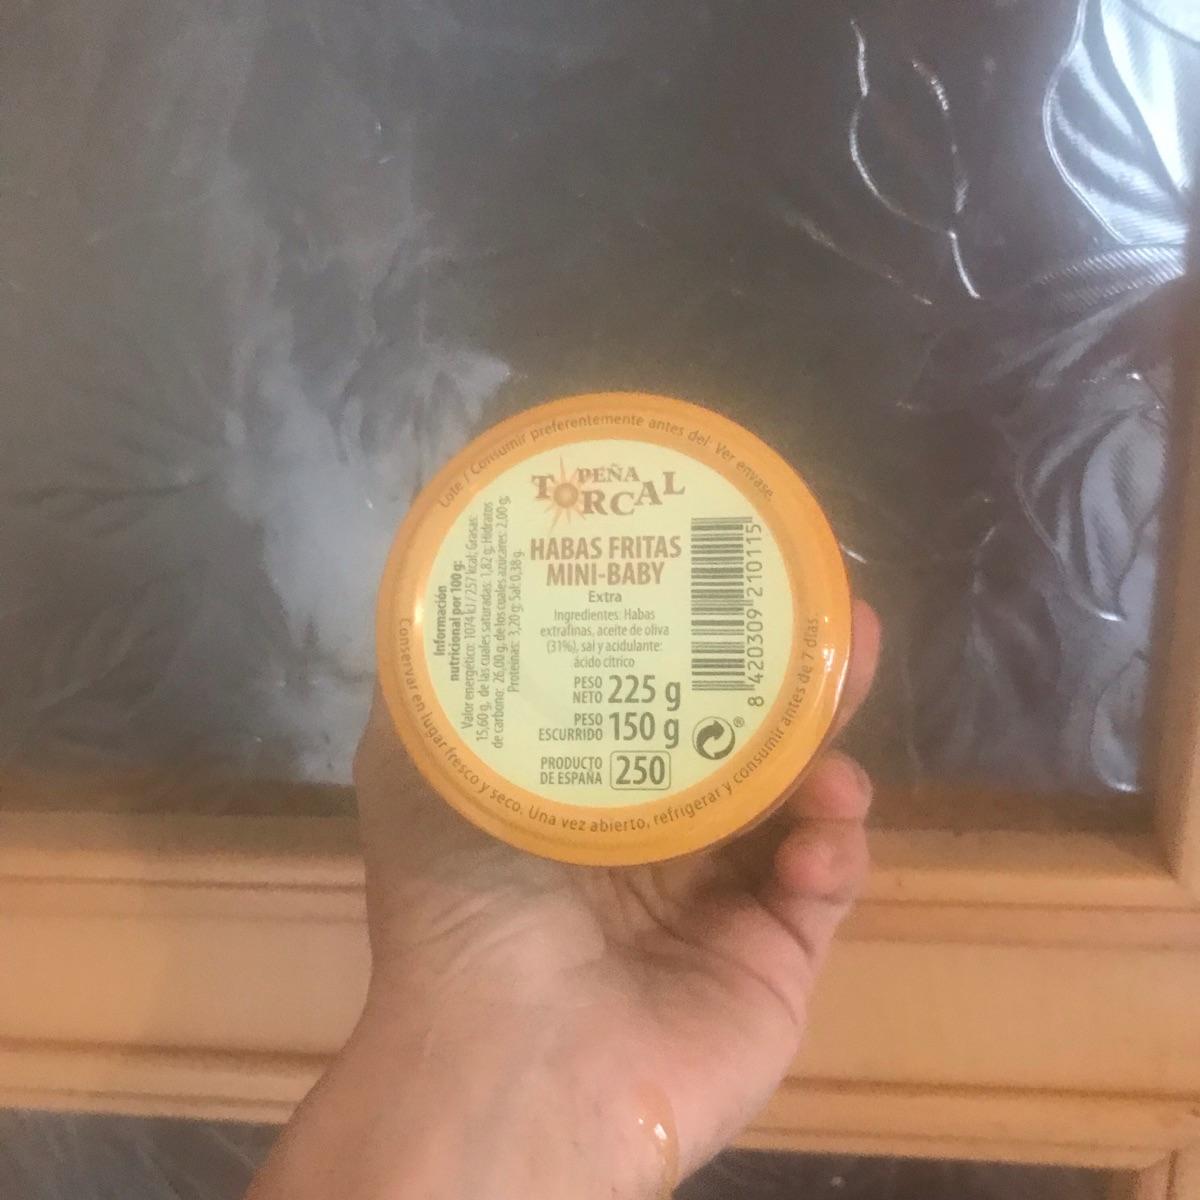 Lote / Consumir preferentemente antes del: Ver envase.
PEÑA
TORCAL
HABAS FRITAS
MINI-BABY
Extra
Ingredientes: Habas
extrafinas, aceite de oliva
(31%), sal y acidulante:
ácido cítrico
PESO
NETO 225 g
PESO
ESCURRIDO 150 g
PRODUCTO
DE ESPAÑA 250
Información
nutricional por 100 g:
Valor energético: 1074 kJ / 257 kcal; Grasas:
15,60 g, de las cuales saturadas: 1,82 g; Hidratos
de carbono: 26,00 g, de los cuales azúcares: 2,00 g;
Proteínas: 3,20 g; Sal: 0,38 g.
8 420309 210115
®
Conservar en lugar fresco y seco. Una vez abierto, refrigerar y consumir antes de 7 días.